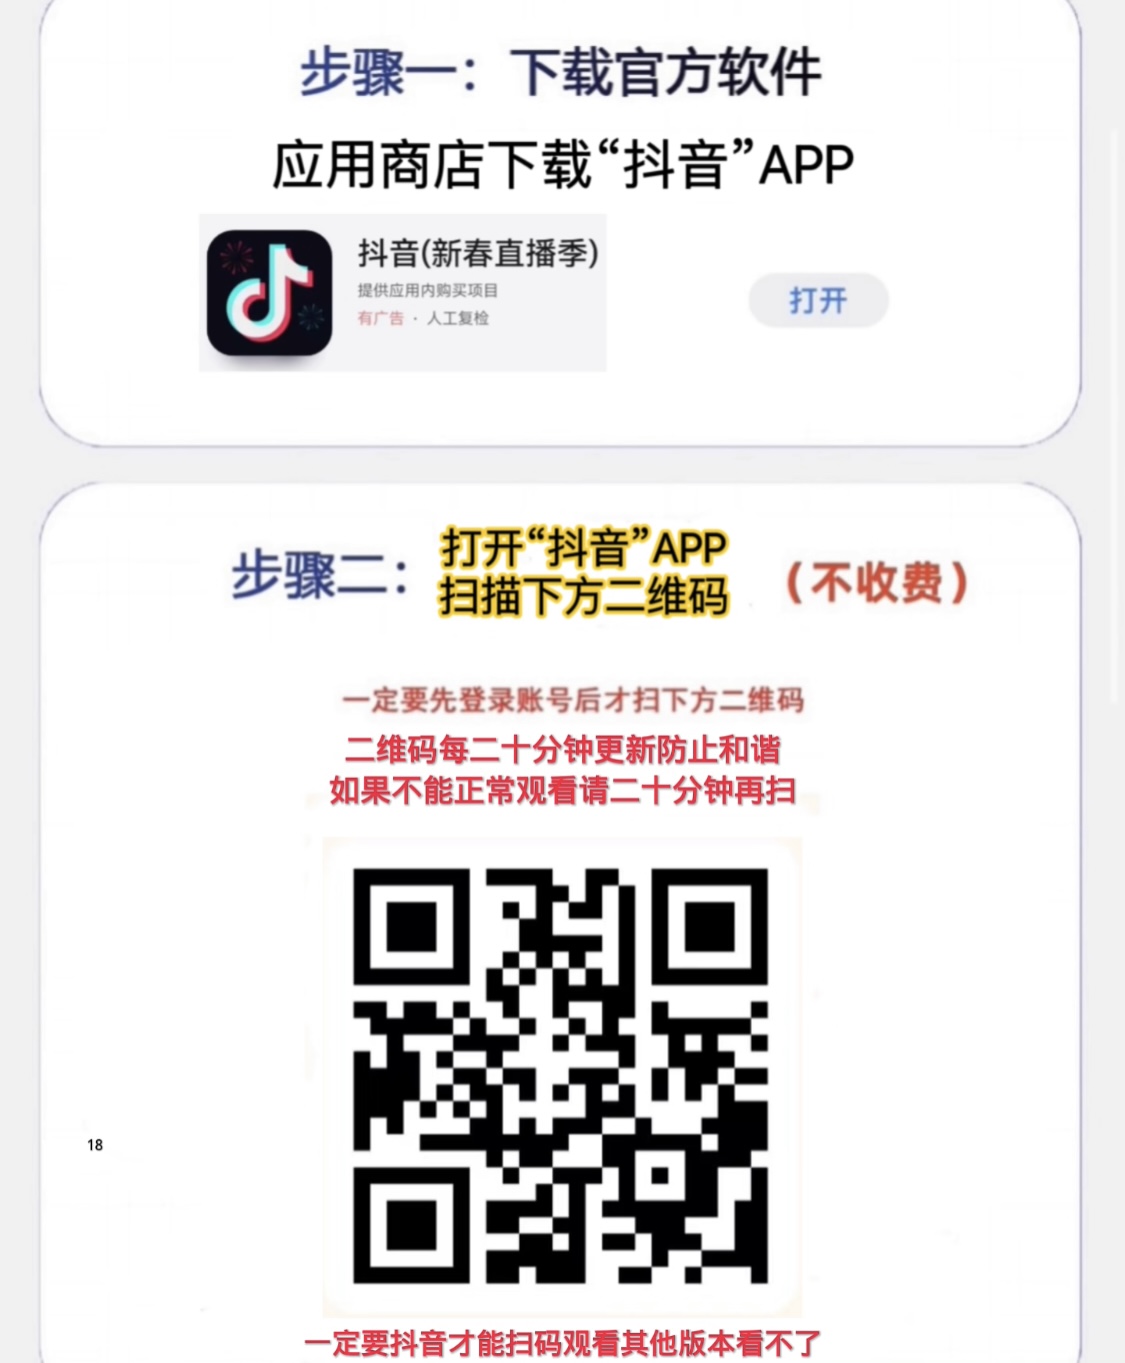 步骤一：下载官方软件
应用商店下载“抖音”APP
抖音(新春直播季)
提供应用内购买项目
有广告 · 人工复检
打开
步骤二：
打开“抖音”APP
扫描下方二维码
（不收费）
一定要先登录账号后才扫下方二维码
二维码每二十分钟更新防止和谐
如果不能正常观看请二十分钟再扫
18
一定要抖音才能扫码观看其他版本看不了